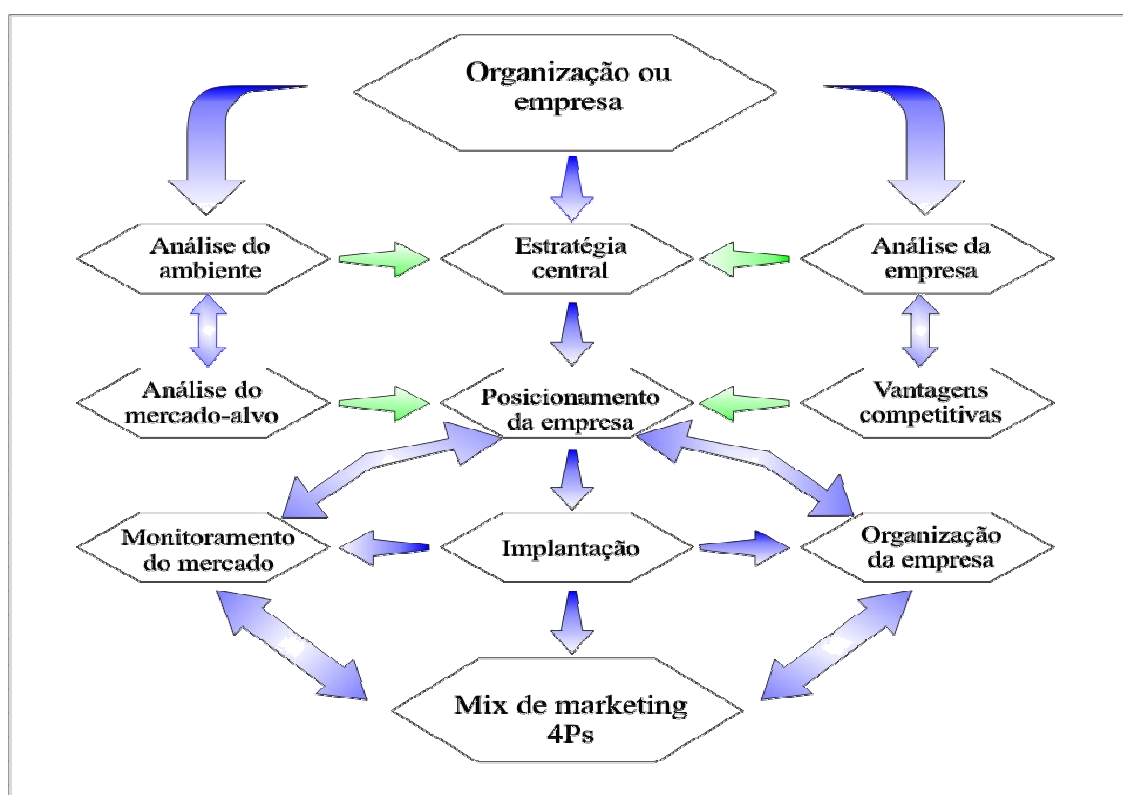 Organização ou
empresa
Análise do
ambiente
Estratégia
central
Análise da
empresa
Análise do
mercado-alvo
Posicionamento
da empresa
Vantagens
competitivas
Monitoramento
do mercado
Implantação
Organização
da empresa
Mix de marketing
4Ps